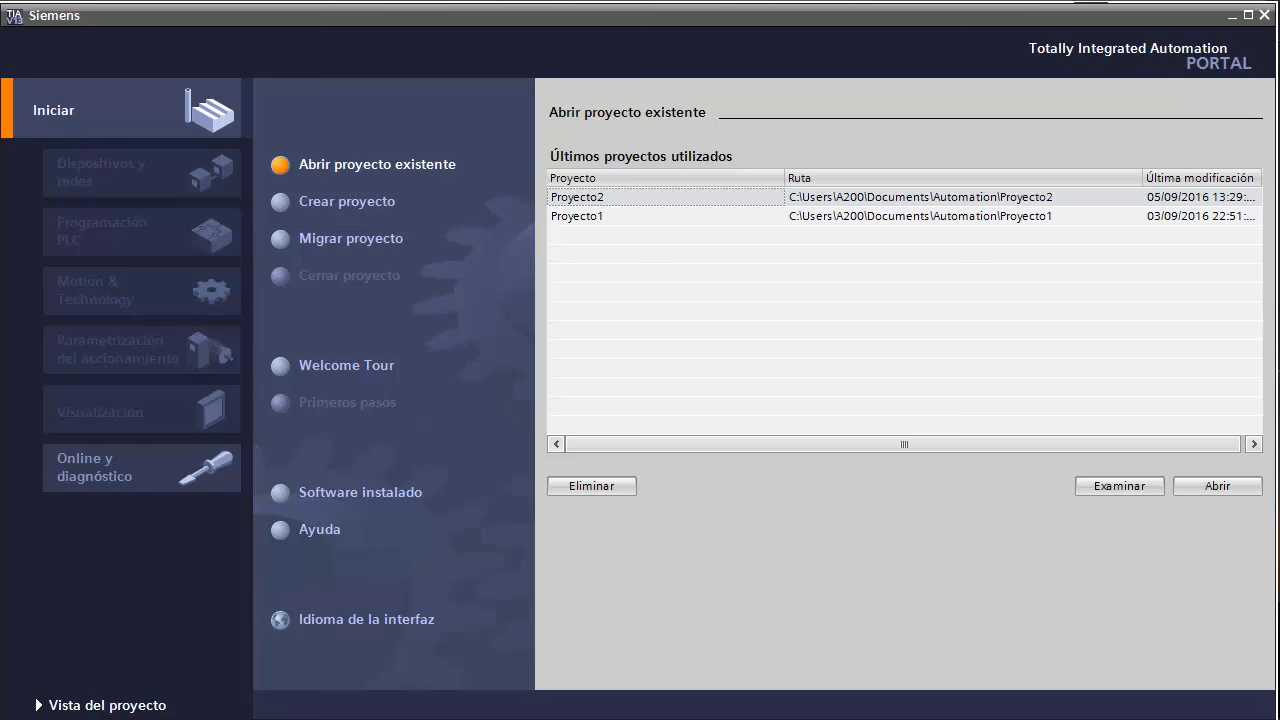 TIA
V13
Siemens
Totally Integrated Automation
PORTAL
Iniciar
Dispositivos y
redes
Programación
PLC
Motion &
Technology
Parametrización
del accionamiento
Visualización
Online y
diagnóstico
Abrir proyecto existente
Crear proyecto
Migrar proyecto
Cerrar proyecto
Welcome Tour
Primeros pasos
Software instalado
Ayuda
Idioma de la interfaz
Abrir proyecto existente
Últimos proyectos utilizados
Proyecto Ruta Última modificación
Proyecto2 C:\Users\A200\Documents\Automation\Proyecto2 05/09/2016 13:29:...
Proyecto1 C:\Users\A200\Documents\Automation\Proyecto1 03/09/2016 22:51:...
Eliminar Examinar Abrir
Vista del proyecto